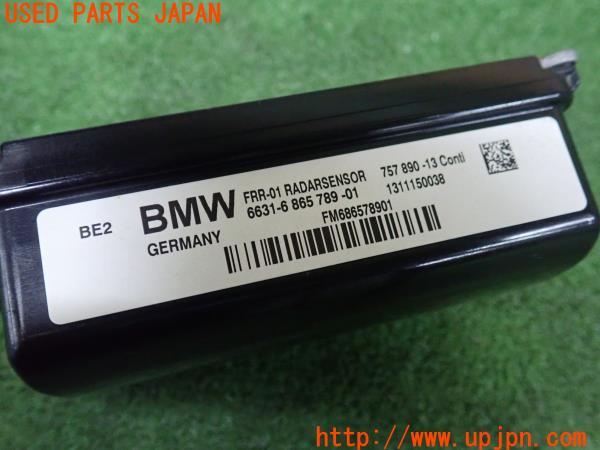 USED PARTS JAPAN
BE2 BMW FRR-01 RADARSENSOR 757 890 -13 Conti
6631-6 865 789 -01 1311150038
GERMANY FM686578901
http://www.upjpn.com/